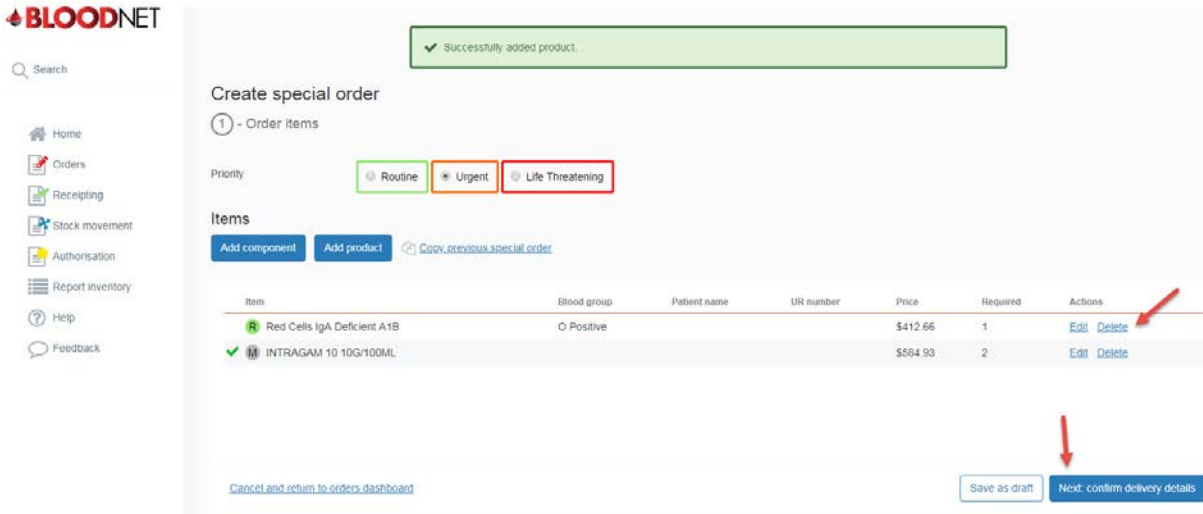 BLOODNET
Successfully added product.
Search
Create special order
1 - Order items
Home
Orders
Priority
Routine
Urgent
Life Threatening
Receipting
Items
Stock movement
Add component
Add product
Copy previous special order
Authorisation
Report inventory
Item Blood group Patient name UR number Price Required Actions
Help
R Red Cells IgA Deficient A1B O Positive $412.66 1 Edit Delete
Feedback
M INTRAGAM 10 10G/100ML $584.93 2 Edit Delete
Cancel and return to orders dashboard
Save as draft
Next: confirm delivery details